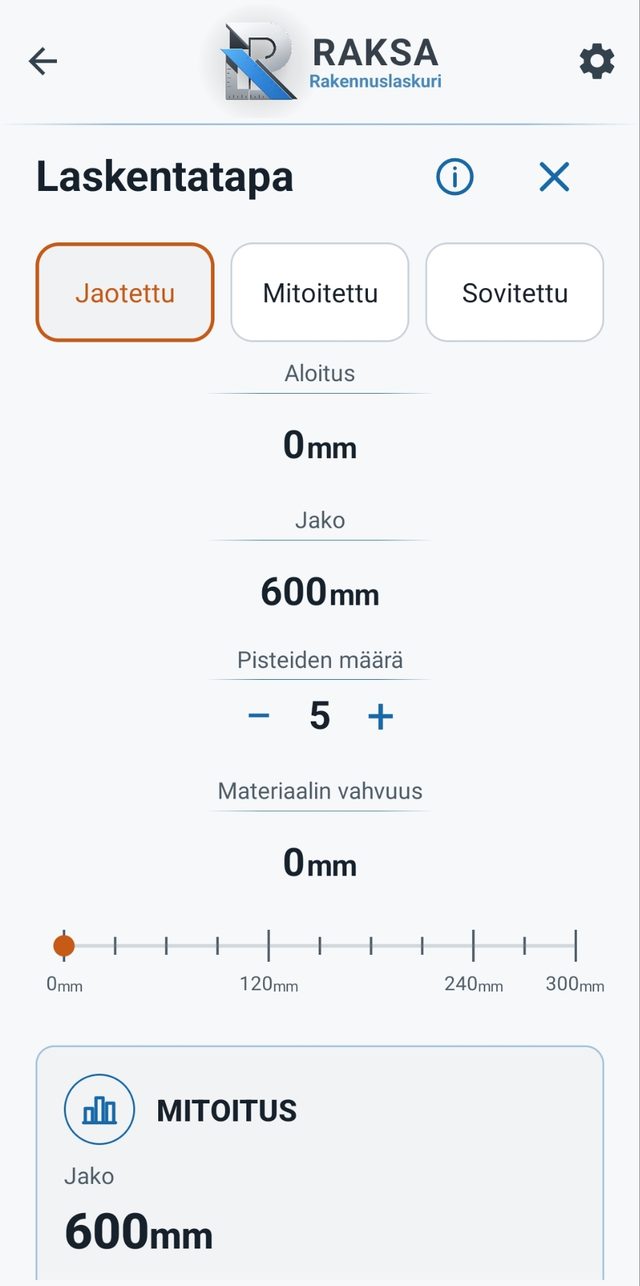 RAKSA
Rakennuslaskuri
Laskentatapa
Jaotettu Mitoitettu Sovitettu
Aloitus
0mm
Jako
600mm
Pisteiden määrä
− 5 +
Materiaalin vahvuus
0mm
0mm 120mm 240mm 300mm
MITOITUS
Jako
600mm